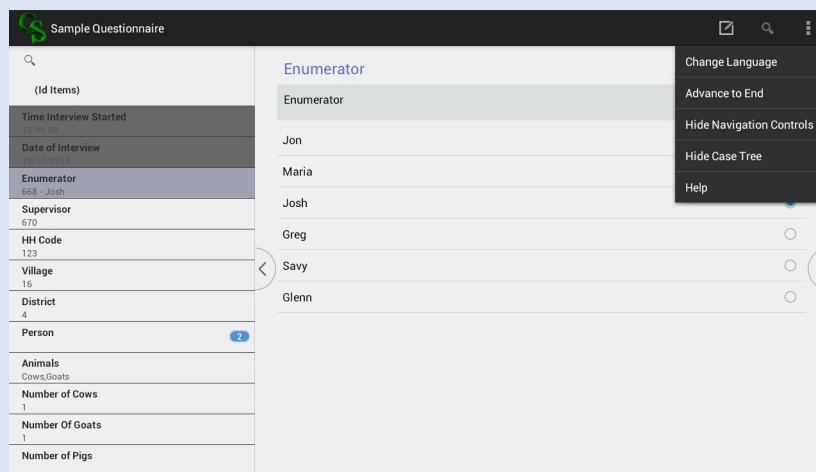 CS
Sample Questionnaire
(Id Items)
Time Interview Started
15:44:59
Date of Interview
19/11/2014
Enumerator
668 - Josh
Supervisor
670
HH Code
123
Village
16
District
4
Person
2
Animals
Cows,Goats
Number of Cows
1
Number Of Goats
1
Number of Pigs
Enumerator
Enumerator
Jon
Maria
Josh
Greg
Savy
Glenn
Change Language
Advance to End
Hide Navigation Controls
Hide Case Tree
Help